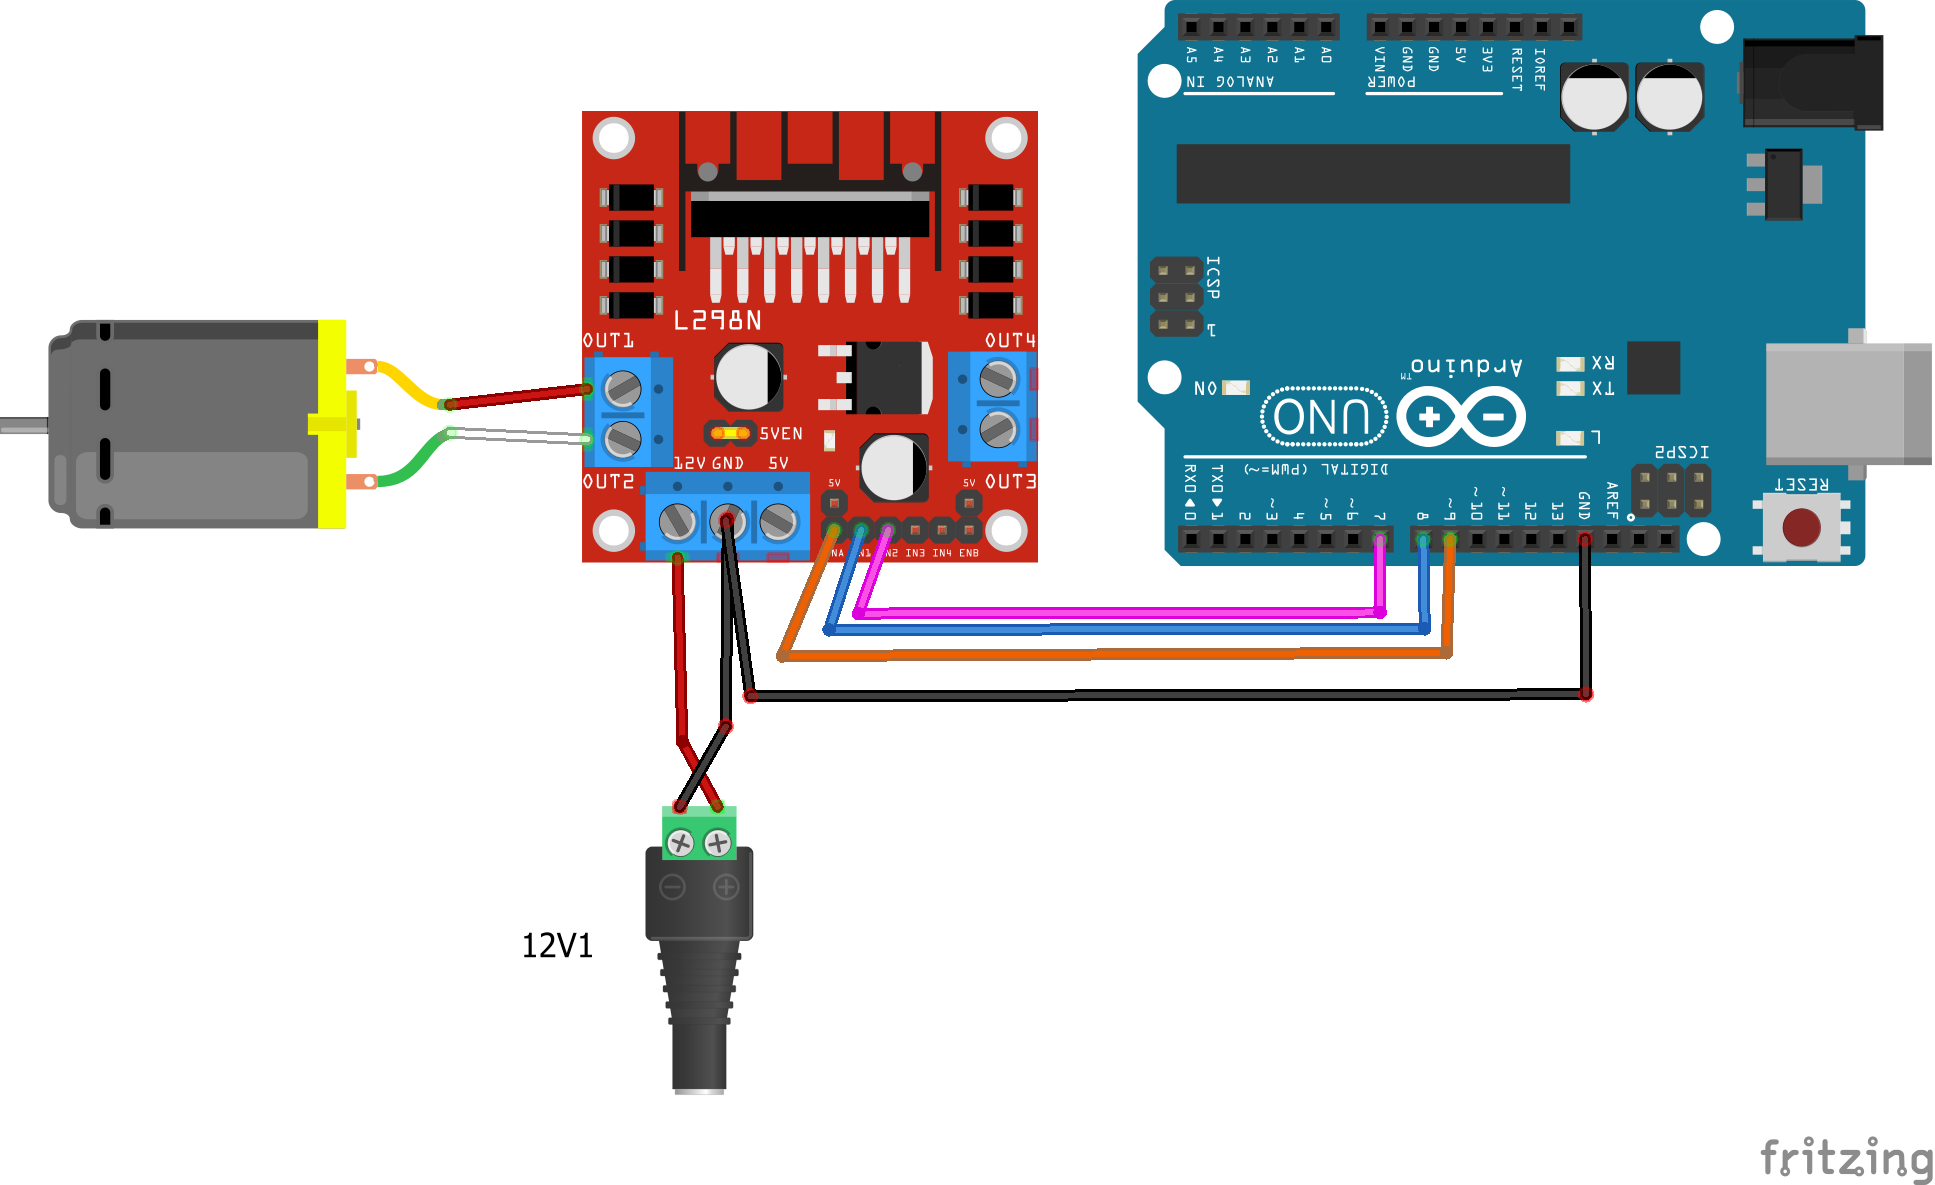 A5 A4 A3 A2 A1 A0
VIN GND GND 5V 3V3 RESET IOREF
ANALOG IN
POWER
ICSP
1
L298N
OUT1
OUT4
Arduino
TM
RX
TX
ON
UNO
L
5VEN
12V GND 5V
ICSP2
OUT2
OUT3
5V
5V
DIGITAL (PWM=~)
RX0 0 TX0 1 2 ~3 4 ~5 ~6 7 8 ~9 ~10 ~11 12 13 GND AREF
RESET
IN3 IN4 ENB
12V1
fritzing